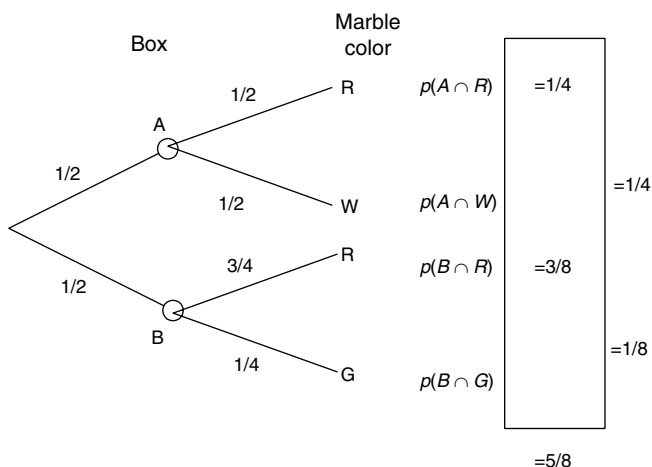 Box
Marble
color
1/2
R
p(A ∩ R)
=1/4
A
1/2
1/2
W
p(A ∩ W)
=1/4
1/2
3/4
R
p(B ∩ R)
=3/8
B
1/4
G
p(B ∩ G)
=1/8
=5/8